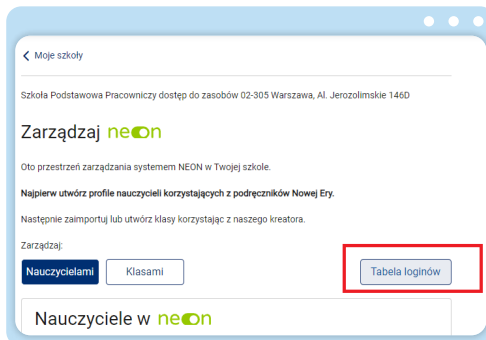 Moje szkoły
Szkoła Podstawowa Pracowniczy dostęp do zasobów 02-305 Warszawa, Al. Jerozolimskie 146D
Zarządzaj neon
Oto przestrzeń zarządzania systemem NEON w Twojej szkole.
Najpierw utwórz profile nauczycieli korzystających z podręczników Nowej Ery.
Następnie zaimportuj lub utwórz klasy korzystając z naszego kreatora.
Zarządzaj:
Nauczycielami Klasami Tabela loginów
Nauczyciele w neon